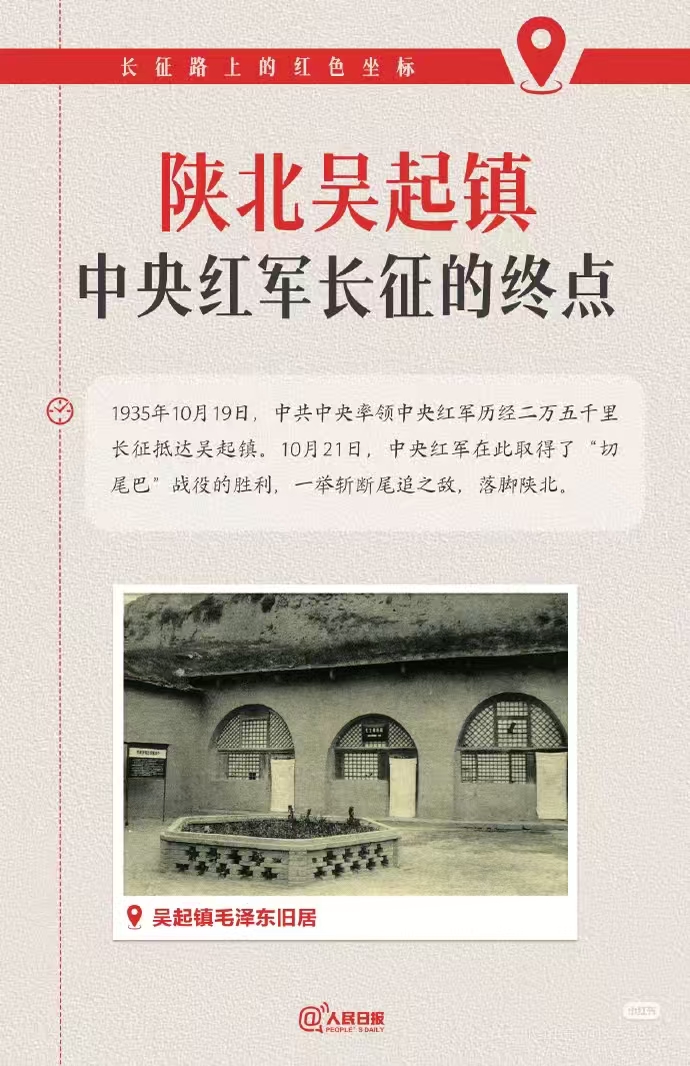 长征路上的红色坐标
陕北吴起镇
中央红军长征的终点
1935年10月19日，中共中央率领中央红军历经二万五千里
长征抵达吴起镇。10月21日，中央红军在此取得了“切
尾巴”战役的胜利，一举斩断尾追之敌，落脚陕北。
吴起镇毛泽东旧居
@人民日报
PEOPLE'S DAILY
小红书